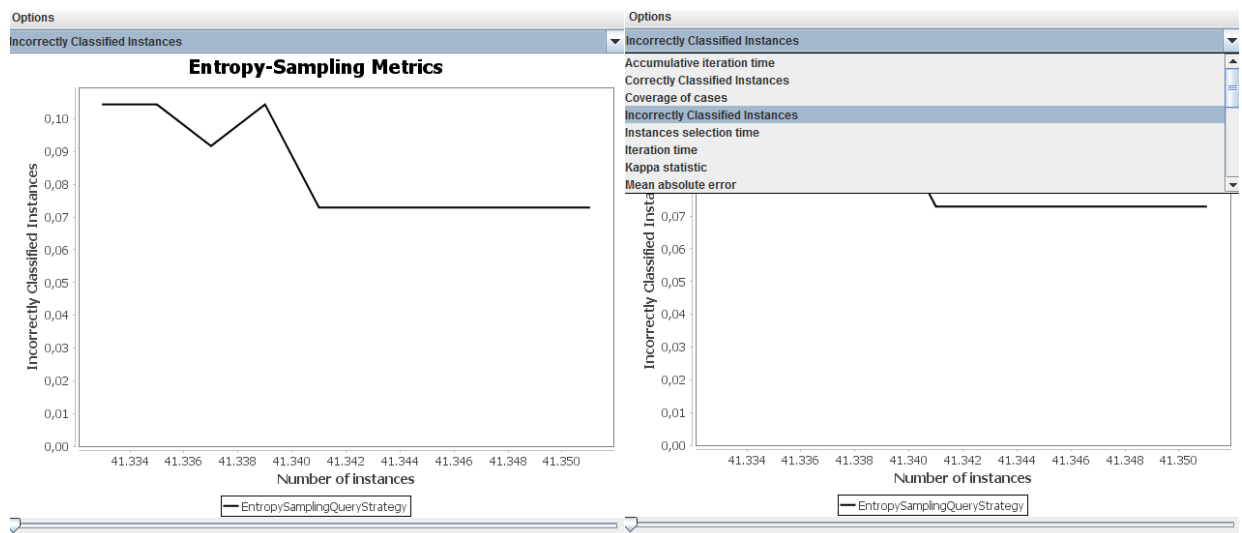 Options
Incorrectly Classified Instances
Entropy-Sampling Metrics
Incorrectly Classified Instances
0,10
0,09
0,08
0,07
0,06
0,05
0,04
0,03
0,02
0,01
0,00
41.334 41.336 41.338 41.340 41.342 41.344 41.346 41.348 41.350
Number of instances
EntropySamplingQueryStrategy
Options
Incorrectly Classified Instances
Accumulative iteration time
Correctly Classified Instances
Coverage of cases
Incorrectly Classified Instances
Instances selection time
Iteration time
Kappa statistic
Mean absolute error
Incorrectly Classified Insta
0,07
0,06
0,05
0,04
0,03
0,02
0,01
0,00
41.334 41.336 41.338 41.340 41.342 41.344 41.346 41.348 41.350
Number of instances
EntropySamplingQueryStrategy